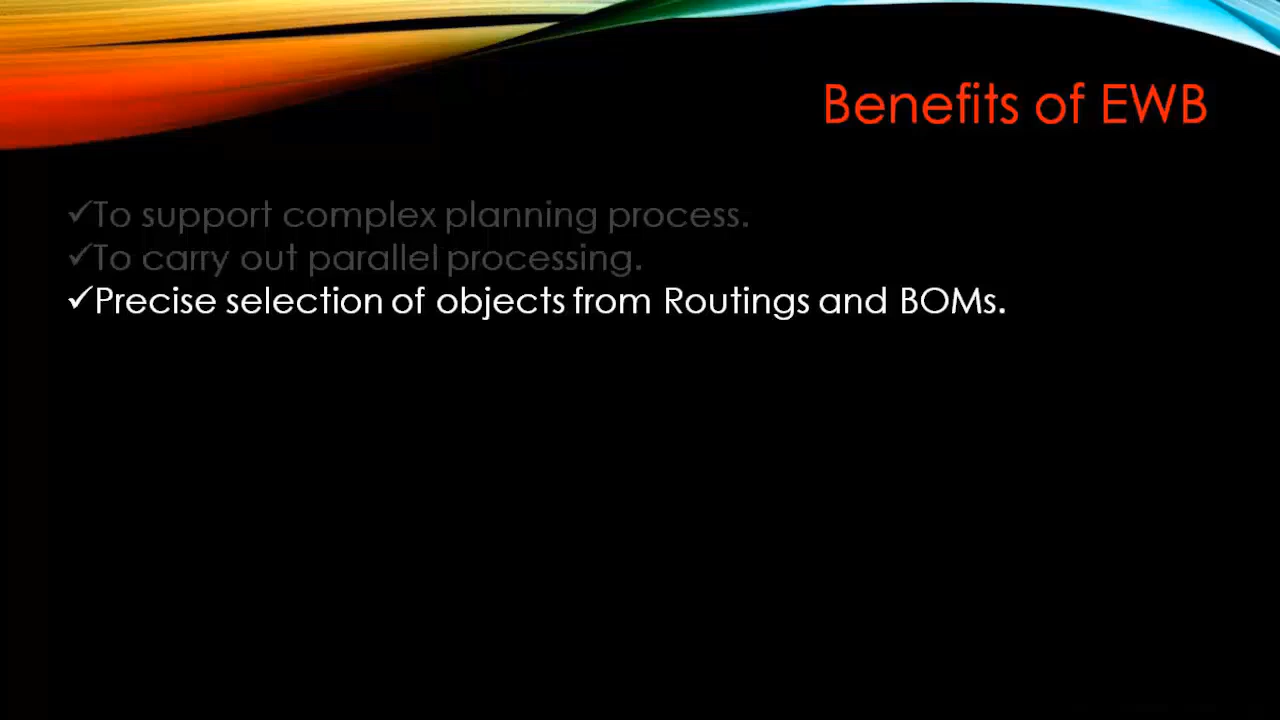 Benefits of EWB
✓To support complex planning process.
✓To carry out parallel processing.
✓Precise selection of objects from Routings and BOMs.